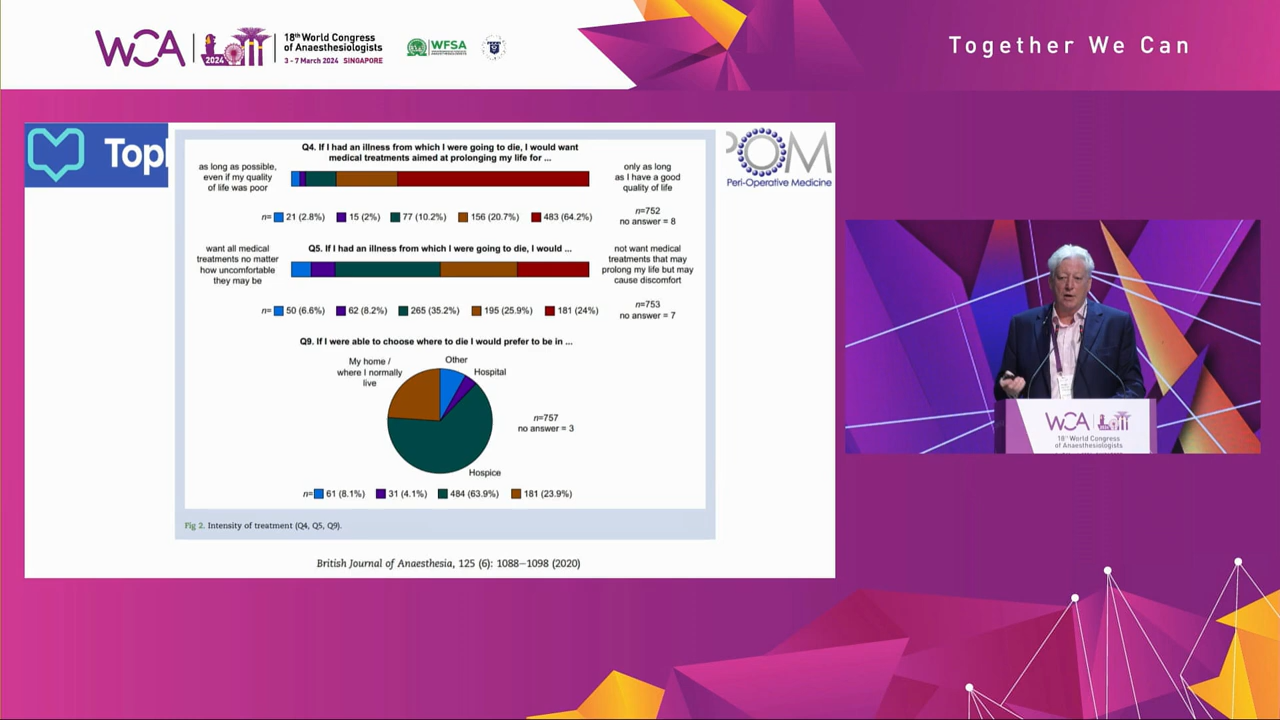 WCA
2024
18th World Congress
of Anaesthesiologists
3 - 7 March 2024 SINGAPORE
WFSA
Together We Can
Topl
POM
Peri-Operative Medicine
Q4. If I had an illness from which I were going to die, I would want
medical treatments aimed at prolonging my life for ...
as long as possible,
even if my quality
of life was poor
only as long
as I have a good
quality of life
n= 21 (2.8%) 15 (2%) 77 (10.2%) 156 (20.7%) 483 (64.2%)
n=752
no answer = 8
Q5. If I had an illness from which I were going to die, I would ...
want all medical
treatments no matter
how uncomfortable
they may be
not want medical
treatments that may
prolong my life but may
cause discomfort
n= 50 (6.6%) 62 (8.2%) 265 (35.2%) 195 (25.9%) 181 (24%)
n=753
no answer = 7
Q9. If I were able to choose where to die I would prefer to be in ...
My home /
where I normally
live
Other
Hospital
Hospice
n=757
no answer = 3
n= 61 (8.1%) 31 (4.1%) 484 (63.9%) 181 (23.9%)
Fig 2. Intensity of treatment (Q4, Q5, Q9).
British Journal of Anaesthesia, 125 (6): 1088–1098 (2020)
WCA
18th World Congress
of Anaesthesiologists